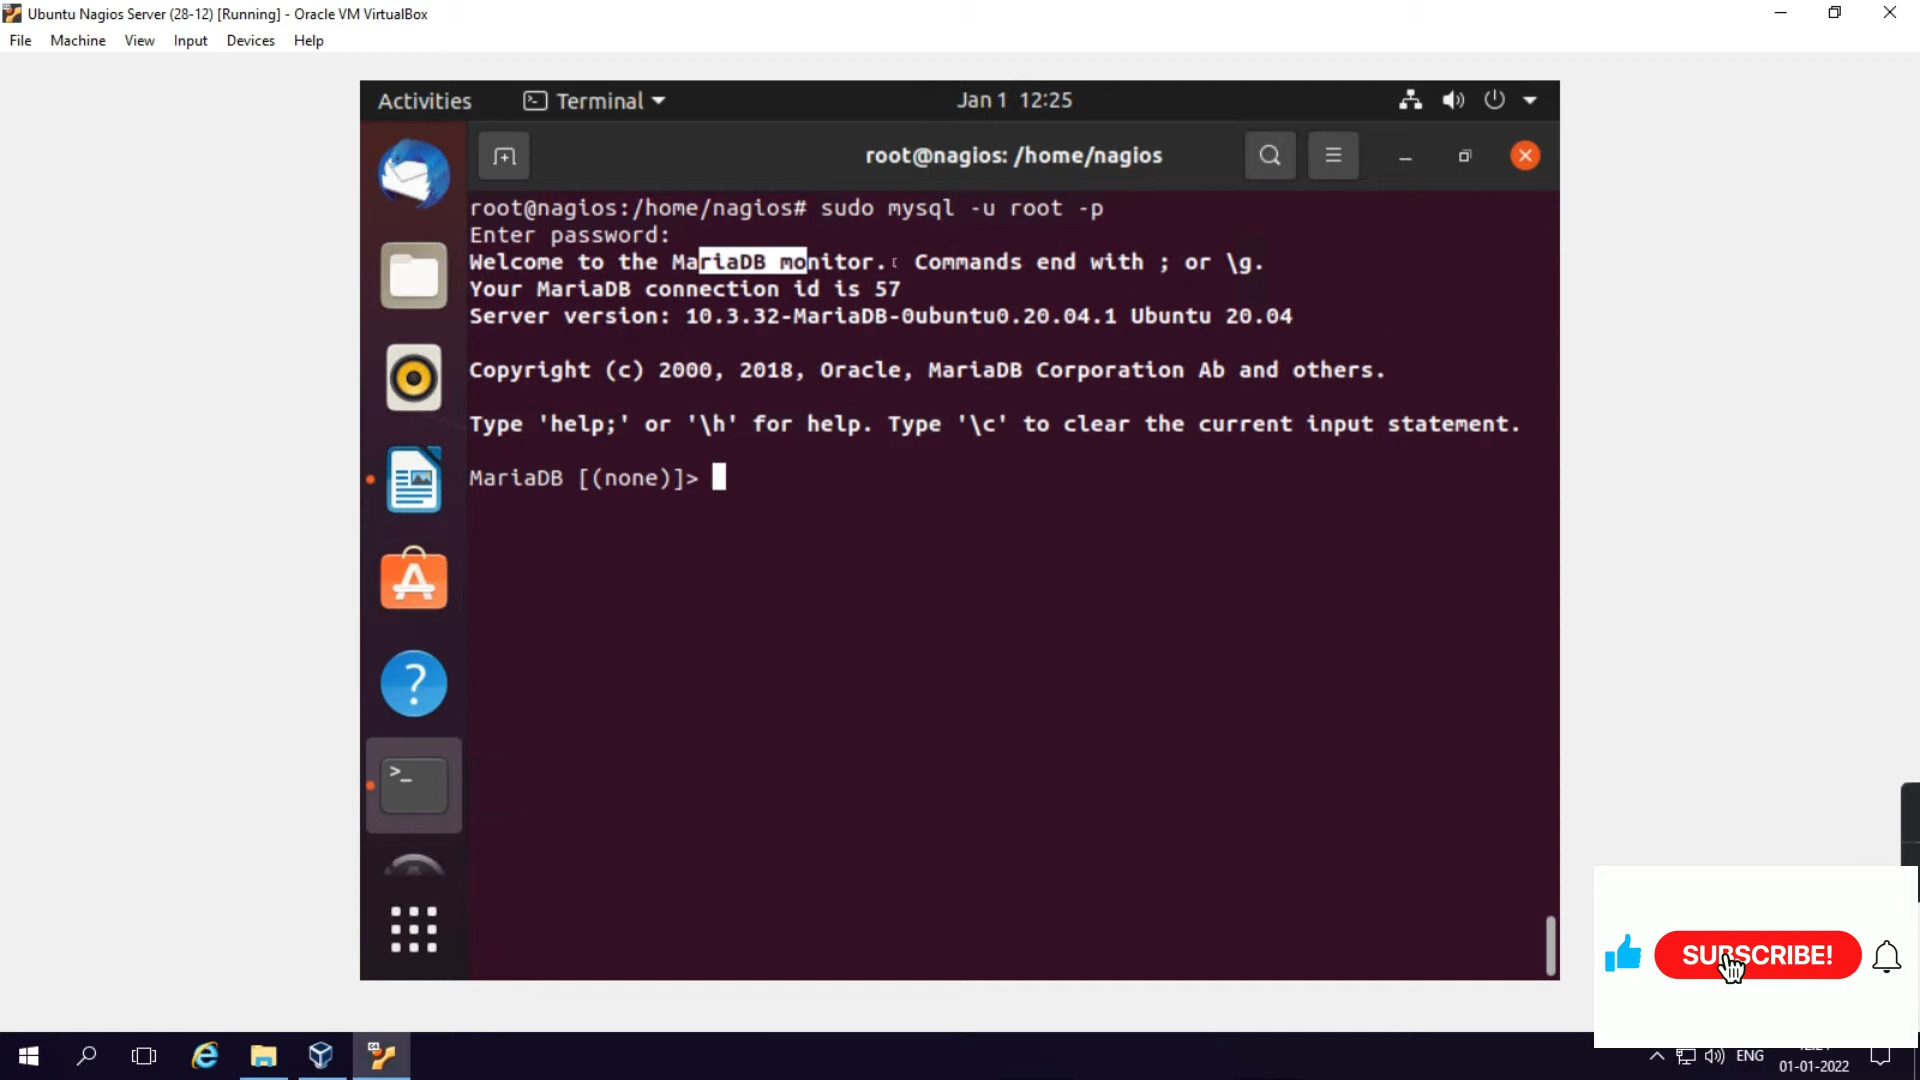 Ubuntu Nagios Server (28-12) [Running] - Oracle VM VirtualBox
File Machine View Input Devices Help
Activities Terminal Jan 1 12:25
root@nagios: /home/nagios
root@nagios:/home/nagios# sudo mysql -u root -p
Enter password:
Welcome to the MariaDB monitor. Commands end with ; or \g.
Your MariaDB connection id is 57
Server version: 10.3.32-MariaDB-0ubuntu0.20.04.1 Ubuntu 20.04
Copyright (c) 2000, 2018, Oracle, MariaDB Corporation Ab and others.
Type 'help;' or '\h' for help. Type '\c' to clear the current input statement.
MariaDB [(none)]>
SUBSCRIBE!
ENG
01-01-2022